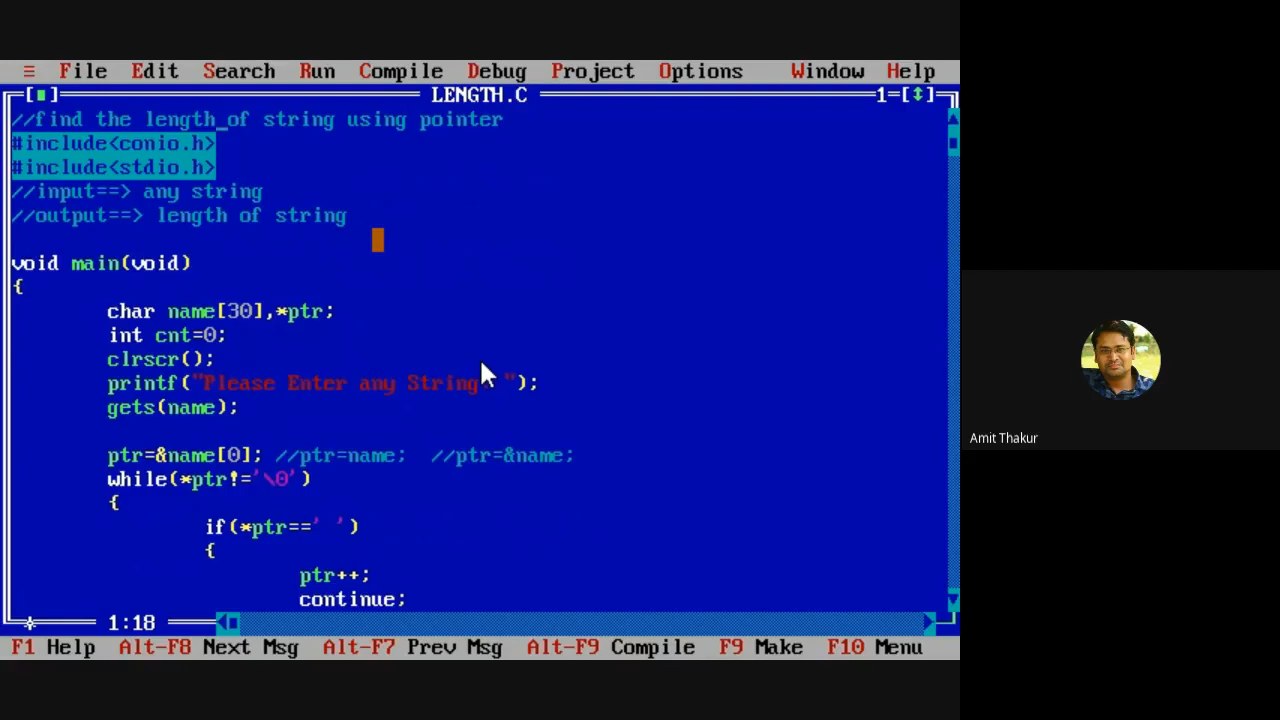 ≡ File Edit Search Run Compile Debug Project Options Window Help
[■] LENGTH.C 1=[↕]
//find the length_of string using pointer
#include<conio.h>
#include<stdio.h>
//input==> any string
//output==> length of string
void main(void)
{
char name[30],*ptr;
int cnt=0;
clrscr();
printf("Please Enter any String ");
gets(name);
ptr=&name[0]; //ptr=name; //ptr=&name;
while(*ptr!='\0')
{
if(*ptr==' ')
{
ptr++;
continue;
1:18
F1 Help Alt-F8 Next Msg Alt-F7 Prev Msg Alt-F9 Compile F9 Make F10 Menu
Amit Thakur